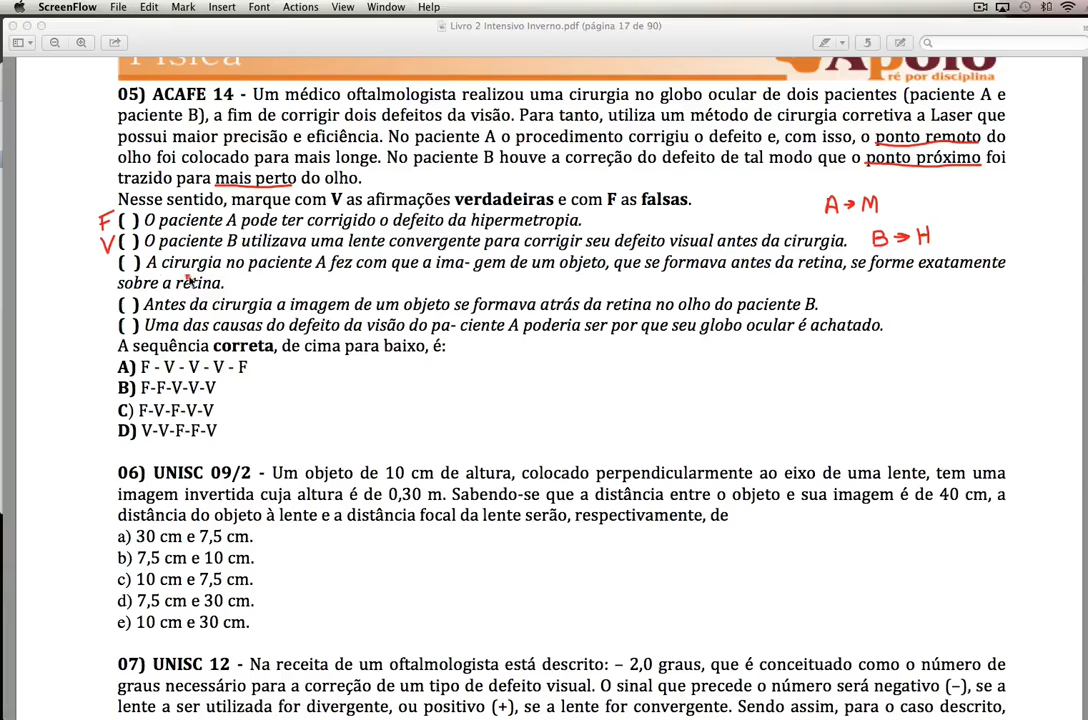 ScreenFlow File Edit Mark Insert Font Actions View Window Help
Livro 2 Intensivo Inverno.pdf (página 17 de 90)
5
Física
Apolo
ré por disciplina
05) ACAFE 14 - Um médico oftalmologista realizou uma cirurgia no globo ocular de dois pacientes (paciente A e
paciente B), a fim de corrigir dois defeitos da visão. Para tanto, utiliza um método de cirurgia corretiva a Laser que
possui maior precisão e eficiência. No paciente A o procedimento corrigiu o defeito e, com isso, o ponto remoto do
olho foi colocado para mais longe. No paciente B houve a correção do defeito de tal modo que o ponto próximo foi
trazido para mais perto do olho.
Nesse sentido, marque com V as afirmações verdadeiras e com F as falsas.
A → M
F ( ) O paciente A pode ter corrigido o defeito da hipermetropia.
V ( ) O paciente B utilizava uma lente convergente para corrigir seu defeito visual antes da cirurgia.
B → H
( ) A cirurgia no paciente A fez com que a ima- gem de um objeto, que se formava antes da retina, se forme exatamente
sobre a retina.
( ) Antes da cirurgia a imagem de um objeto se formava atrás da retina no olho do paciente B.
( ) Uma das causas do defeito da visão do pa- ciente A poderia ser por que seu globo ocular é achatado.
A sequência correta, de cima para baixo, é:
A) F - V - V - V - F
B) F-F-V-V-V
C) F-V-F-V-V
D) V-V-F-F-V
06) UNISC 09/2 - Um objeto de 10 cm de altura, colocado perpendicularmente ao eixo de uma lente, tem uma
imagem invertida cuja altura é de 0,30 m. Sabendo-se que a distância entre o objeto e sua imagem é de 40 cm, a
distância do objeto à lente e a distância focal da lente serão, respectivamente, de
a) 30 cm e 7,5 cm.
b) 7,5 cm e 10 cm.
c) 10 cm e 7,5 cm.
d) 7,5 cm e 30 cm.
e) 10 cm e 30 cm.
07) UNISC 12 - Na receita de um oftalmologista está descrito: – 2,0 graus, que é conceituado como o número de
graus necessário para a correção de um tipo de defeito visual. O sinal que precede o número será negativo (–), se a
lente a ser utilizada for divergente, ou positivo (+), se a lente for convergente. Sendo assim, para o caso descrito,